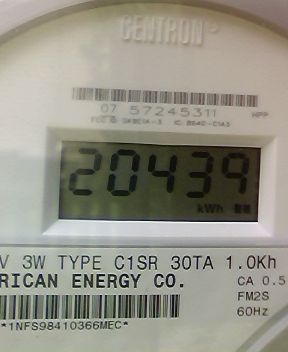 CENTRON®
07 57245311 HPP
20439
kWh
V 3W TYPE C1SR 30TA 1.0Kh
RICAN ENERGY CO. CA 0.5
FM2S
60Hz
*1NFS98410366MEC*